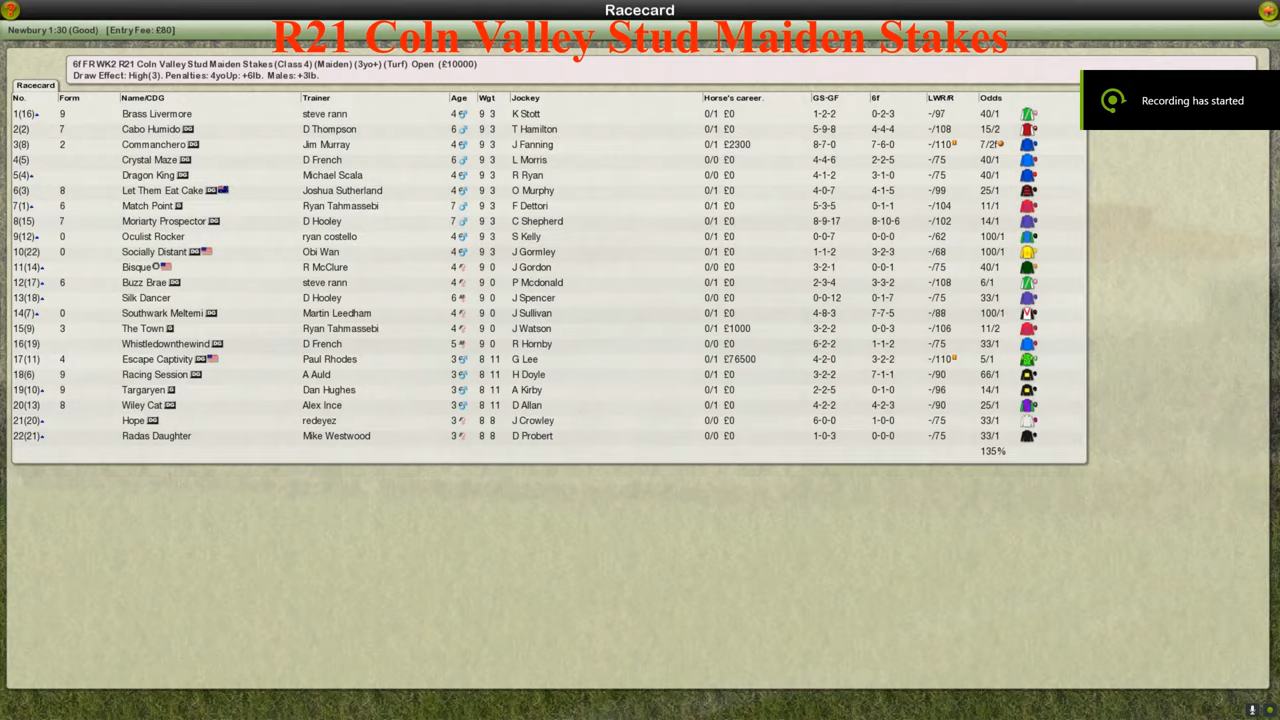 Racecard
Newbury 1:30 (Good) [Entry Fee: £80]
R21 Coln Valley Stud Maiden Stakes
6f FR WK2 R21 Coln Valley Stud Maiden Stakes (Class 4) (Maiden) (3yo+) (Turf) Open (£10000)
Draw Effect: High(3). Penalties: 4yoUp: +6lb. Males: +3lb.
Recording has started
Racecard
No. Form Name/CDG Trainer Age Wgt Jockey Horse's career. GS-GF 6f LWR/R Odds
1(16) 9 Brass Livermore steve rann 4 9 3 K Stott 0/1 £0 1-2-2 0-2-3 -/97 40/1
2(2) 7 Cabo Humido D Thompson 6 9 3 T Hamilton 0/1 £0 5-9-8 4-4-4 -/108 15/2
3(8) 2 Commanchero Jim Murray 4 9 3 J Fanning 0/1 £2300 8-7-0 7-6-0 -/110 7/2f
4(5) Crystal Maze D French 6 9 3 L Morris 0/0 £0 4-4-6 2-2-5 -/75 40/1
5(4) Dragon King Michael Scala 4 9 3 R Ryan 0/0 £0 4-1-2 3-1-0 -/75 40/1
6(3) 8 Let Them Eat Cake Joshua Sutherland 4 9 3 O Murphy 0/1 £0 4-0-7 4-1-5 -/99 25/1
7(1) 6 Match Point Ryan Tahmassebi 7 9 3 F Dettori 0/1 £0 5-3-5 0-1-1 -/104 11/1
8(15) 7 Moriarty Prospector D Hooley 7 9 3 C Shepherd 0/1 £0 8-9-17 8-10-6 -/102 14/1
9(12) 0 Oculist Rocker ryan costello 4 9 3 S Kelly 0/1 £0 0-0-7 0-0-0 -/62 100/1
10(22) 0 Socially Distant Obi Wan 4 9 3 J Gormley 0/1 £0 1-1-2 3-2-3 -/68 100/1
11(14) Bisque R McClure 4 9 0 J Gordon 0/0 £0 3-2-1 0-0-1 -/75 40/1
12(17) 6 Buzz Brae steve rann 4 9 0 P Mcdonald 0/1 £0 2-3-4 3-3-2 -/108 6/1
13(18) Silk Dancer D Hooley 6 9 0 J Spencer 0/0 £0 0-0-12 0-1-7 -/75 33/1
14(7) 0 Southwark Meltemi Martin Leedham 4 9 0 J Sullivan 0/1 £0 4-8-3 7-7-5 -/88 100/1
15(9) 3 The Town Ryan Tahmassebi 4 9 0 J Watson 0/1 £1000 3-2-2 0-0-3 -/106 11/2
16(19) Whistledownthewind D French 5 9 0 R Hornby 0/0 £0 6-2-2 1-1-2 -/75 33/1
17(11) 4 Escape Captivity Paul Rhodes 3 8 11 G Lee 0/1 £76500 4-2-0 3-2-2 -/110 5/1
18(6) 9 Racing Session A Auld 3 8 11 H Doyle 0/1 £0 3-2-2 7-1-1 -/90 66/1
19(10) 9 Targaryen Dan Hughes 3 8 11 A Kirby 0/1 £0 2-2-5 0-1-0 -/96 14/1
20(13) 8 Wiley Cat Alex Ince 3 8 11 D Allan 0/1 £0 4-2-2 4-2-3 -/90 25/1
21(20) Hope redeyez 3 8 8 J Crowley 0/0 £0 6-0-0 1-0-0 -/75 33/1
22(21) Radas Daughter Mike Westwood 3 8 8 D Probert 0/0 £0 1-0-3 0-0-0 -/75 33/1
135%